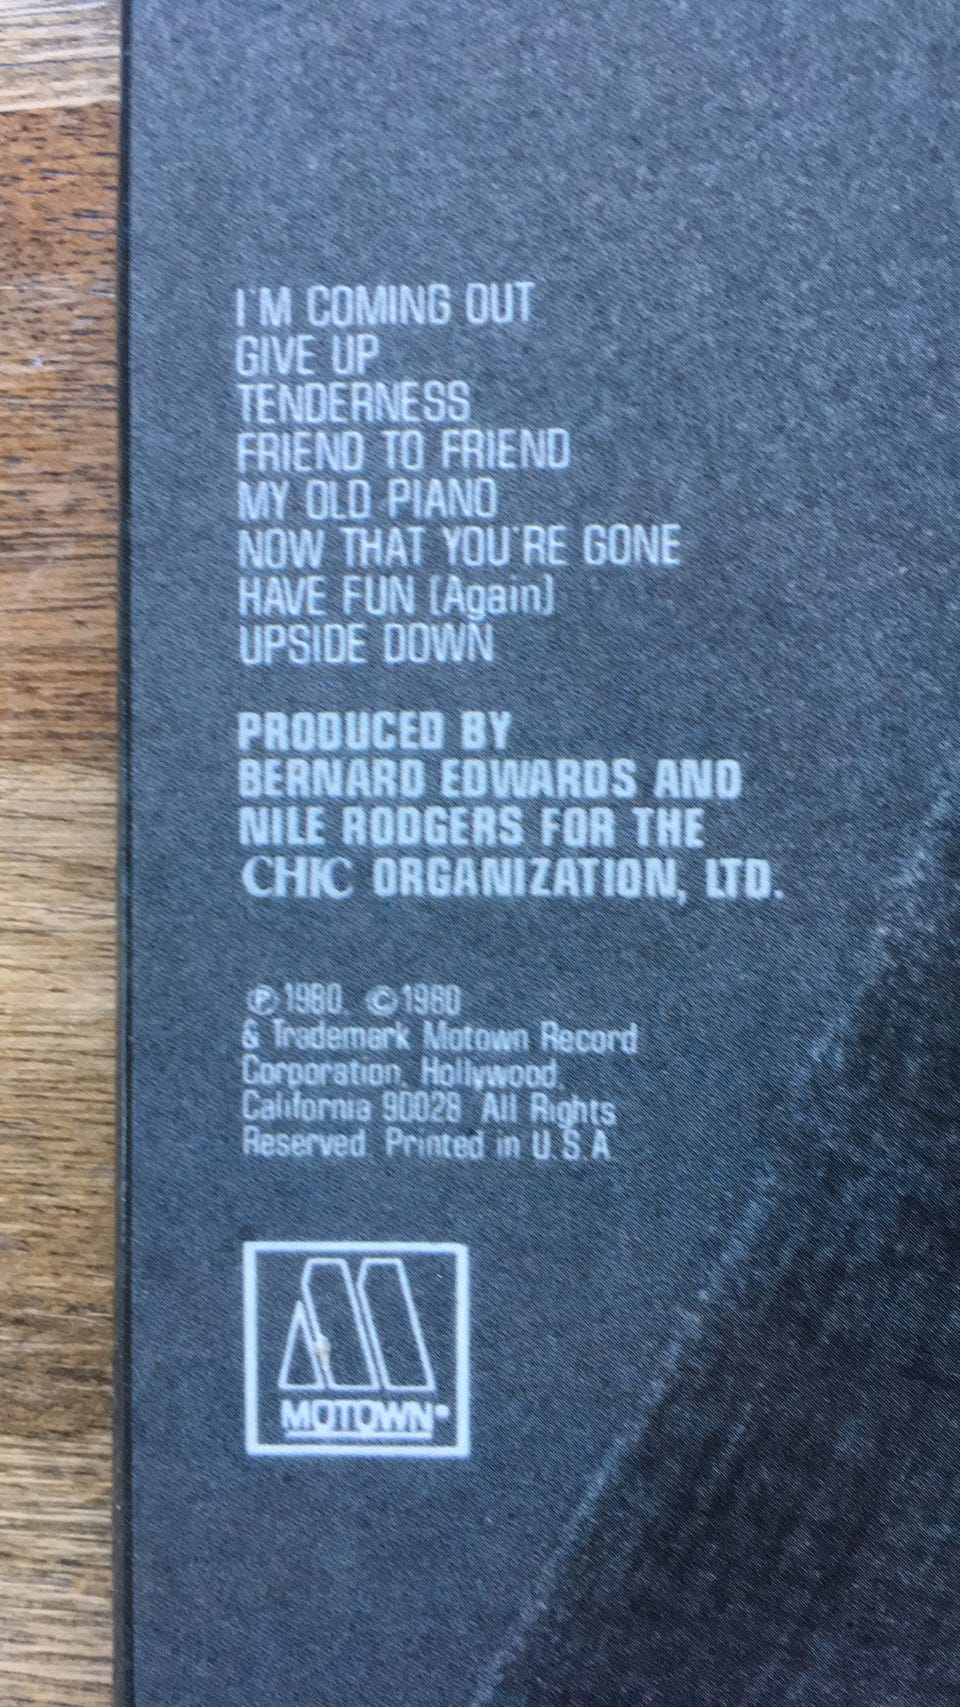 I'M COMING OUT
GIVE UP
TENDERNESS
FRIEND TO FRIEND
MY OLD PIANO
NOW THAT YOU'RE GONE
HAVE FUN (Again)
UPSIDE DOWN
PRODUCED BY
BERNARD EDWARDS AND
NILE RODGERS FOR THE
CHIC ORGANIZATION, LTD.
℗ 1980. © 1980
& Trademark Motown Record
Corporation, Hollywood,
California 90028 All Rights
Reserved Printed in U.S.A.
MOTOWN®